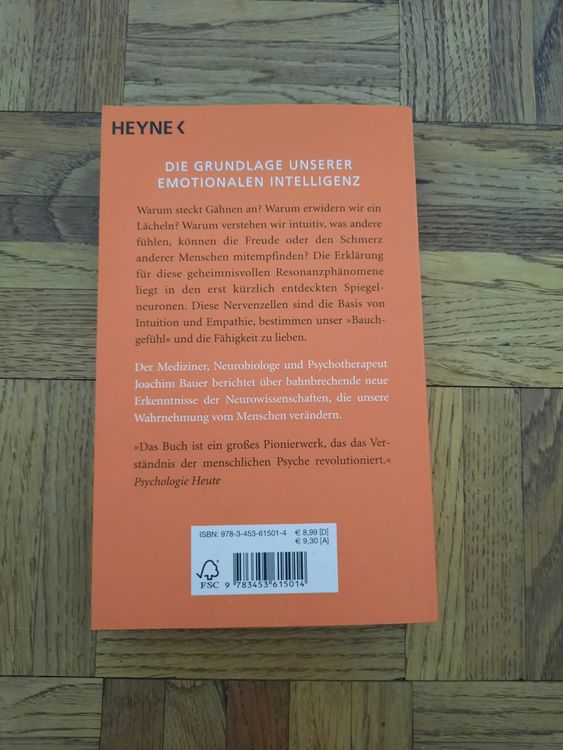 HEYNE<
DIE GRUNDLAGE UNSERER
EMOTIONALEN INTELLIGENZ
Warum steckt Gähnen an? Warum erwidern wir ein
Lächeln? Warum verstehen wir intuitiv, was andere
fühlen, können die Freude oder den Schmerz
anderer Menschen mitempfinden? Die Erklärung
für diese geheimnisvollen Resonanzphänomene
liegt in den erst kürzlich entdeckten Spiegel-
neuronen. Diese Nervenzellen sind die Basis von
Intuition und Empathie, bestimmen unser »Bauch-
gefühl« und die Fähigkeit zu lieben.
Der Mediziner, Neurobiologe und Psychotherapeut
Joachim Bauer berichtet über bahnbrechende neue
Erkenntnisse der Neurowissenschaften, die unsere
Wahrnehmung vom Menschen verändern.
»Das Buch ist ein großes Pionierwerk, das das Ver-
ständnis der menschlichen Psyche revolutioniert.«
Psychologie Heute
ISBN: 978-3-453-61501-4 € 8,99 [D]
€ 9,30 [A]
FSC 9 783453 615014